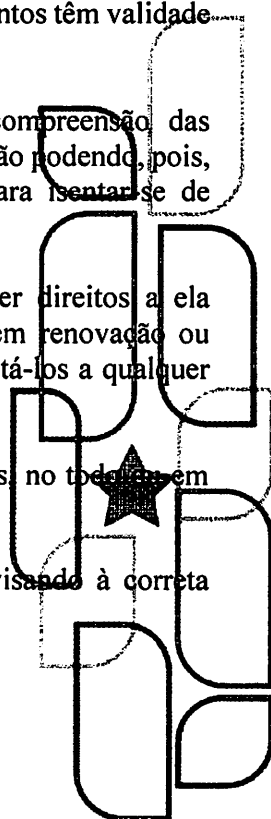 ntos têm validade
ompreensão das
ão podendo, pois,
ara isentar-se de
er direitos a ela
em renovação ou
tá-los a qualquer
s, no todo ou em
visando à correta